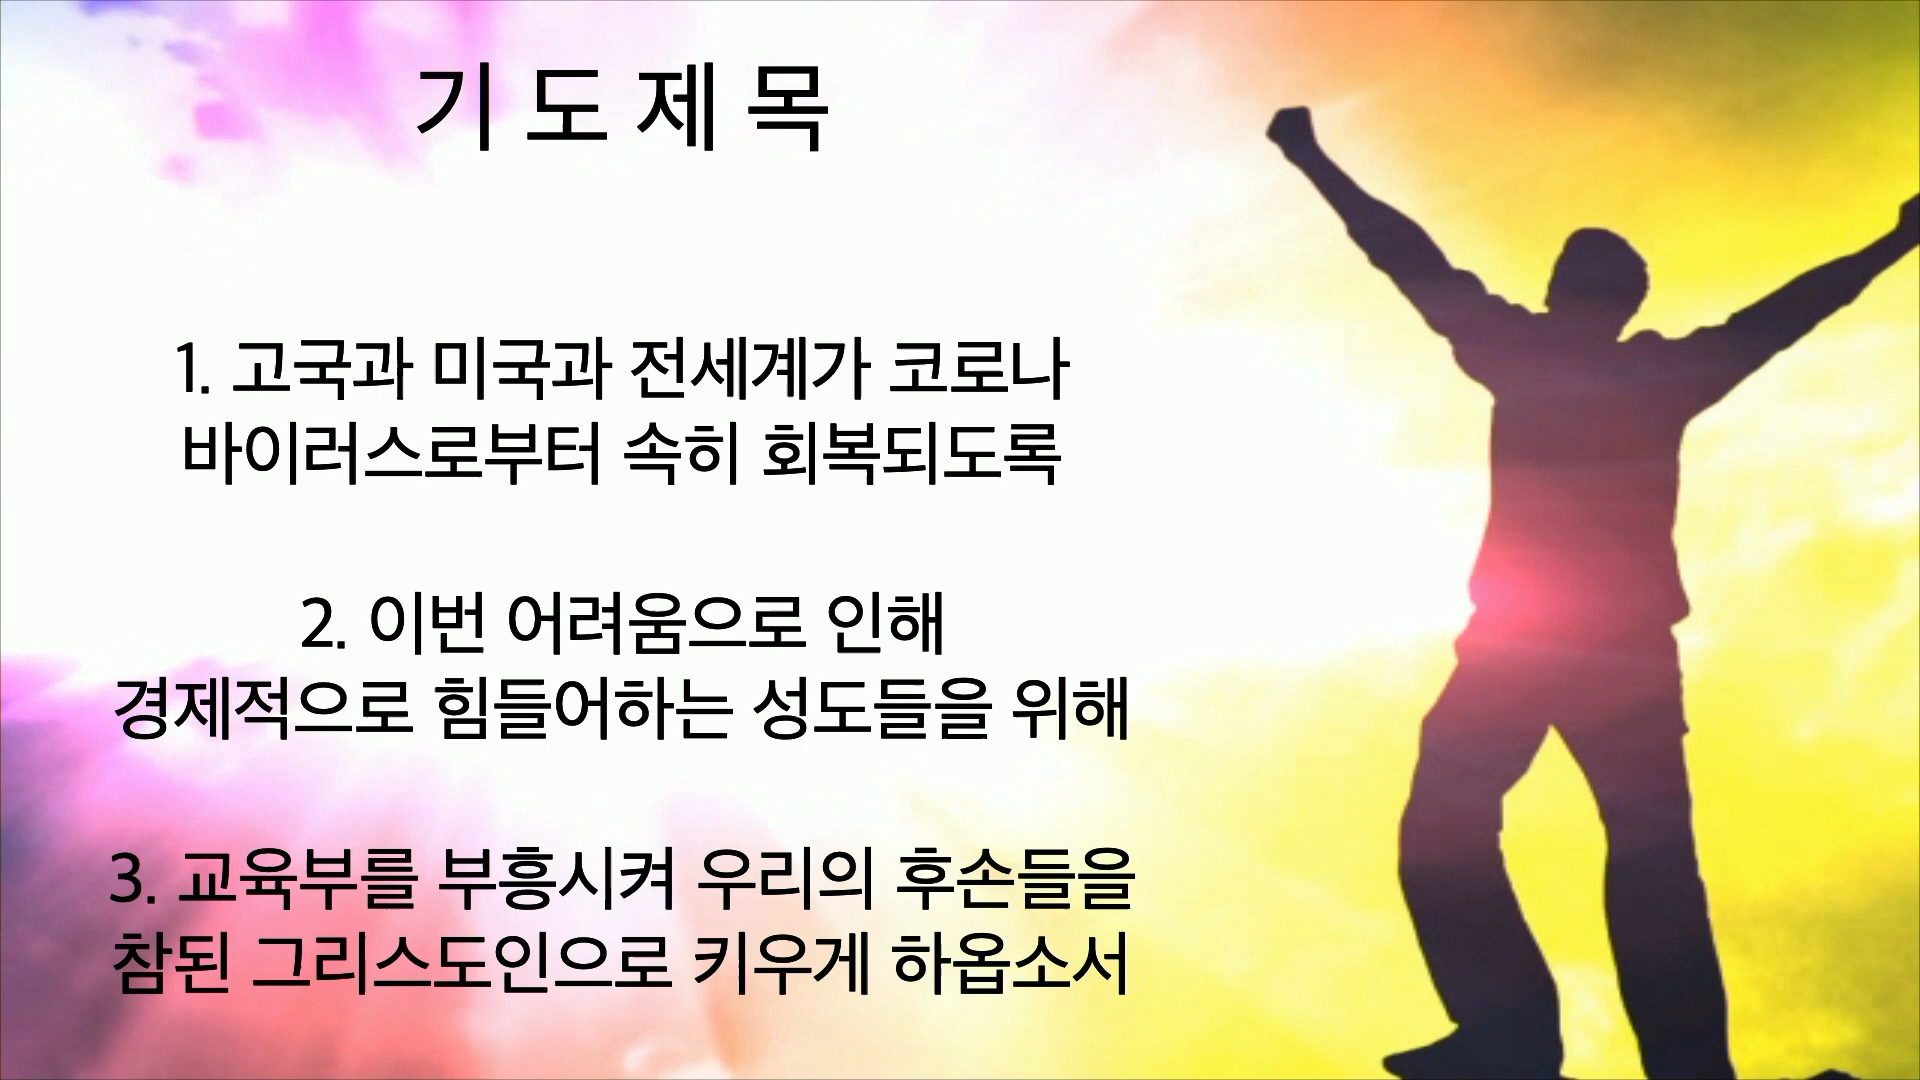 기 도 제 목
1. 고국과 미국과 전세계가 코로나
바이러스로부터 속히 회복되도록
2. 이번 어려움으로 인해
경제적으로 힘들어하는 성도들을 위해
3. 교육부를 부흥시켜 우리의 후손들을
참된 그리스도인으로 키우게 하옵소서